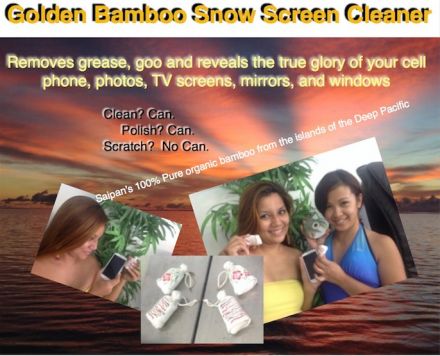 Golden Bamboo Snow Screen Cleaner
Removes grease, goo and reveals the true glory of your cell
phone, photos, TV screens, mirrors, and windows
Clean? Can.
Polish? Can.
Scratch? No Can.
Saipan's 100% Pure organic bamboo from the islands of the Deep Pacific